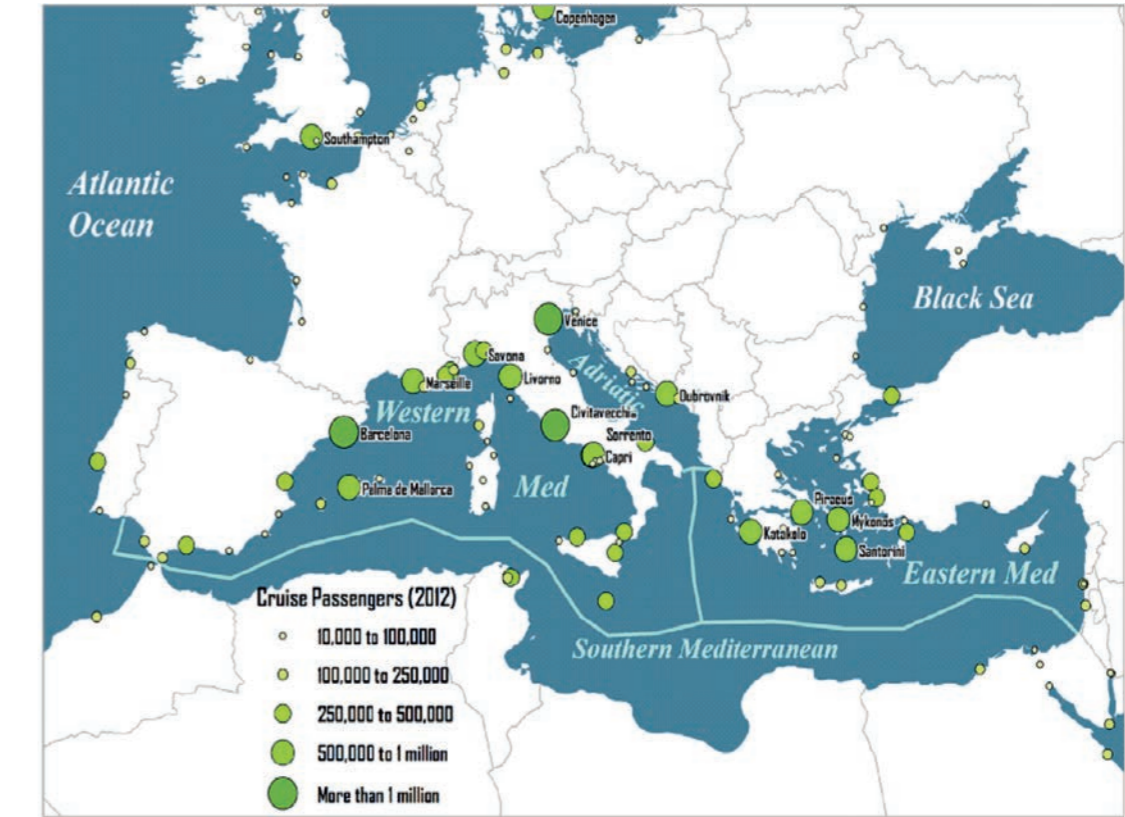 Copenhagen
Southampton
Atlantic
Ocean
Black Sea
Venice
Savona
Adriatic
Livorno
Marseille
Dubrovnik
Western
Civitavecchia
Barcelona
Sorrento
Capri
Med
Palma de Mallorca
Piraeus
Mykonos
Katakolo
Santorini
Eastern Med
Cruise Passengers (2012)
10,000 to 100,000
Southern Mediterranean
100,000 to 250,000
250,000 to 500,000
500,000 to 1 million
More than 1 million